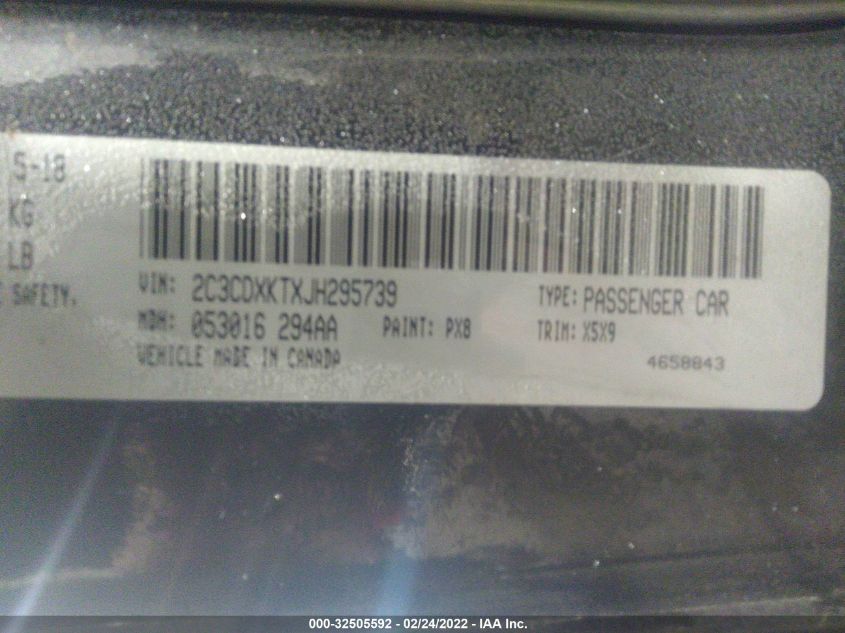 5-18
KG
LB
E SAFETY.
VIN: 2C3CDXKTXJH295739
TYPE: PASSENGER CAR
MDH: 053016 294AA
PAINT: PX8
TRIM: X5X9
VEHICLE MADE IN CANADA
4658843
000-32505592 - 02/24/2022 - IAA Inc.